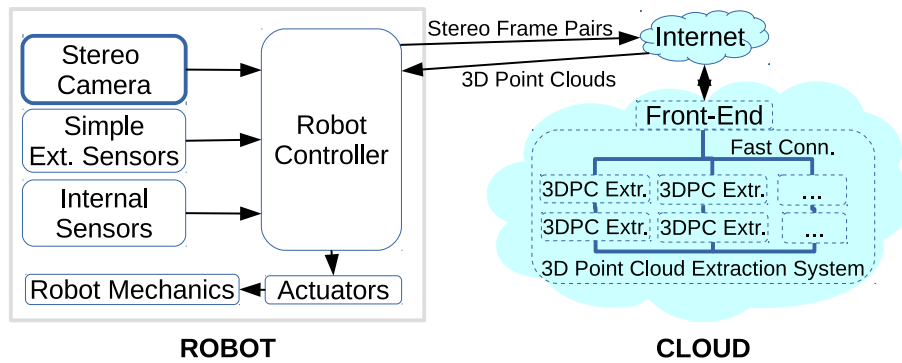 Stereo
Camera
Simple
Ext. Sensors
Internal
Sensors
Robot
Controller
Robot Mechanics
Actuators
ROBOT
Stereo Frame Pairs
3D Point Clouds
Internet
Front-End
Fast Conn.
3DPC Extr.
3DPC Extr.
...
3DPC Extr.
3DPC Extr.
...
3D Point Cloud Extraction System
CLOUD